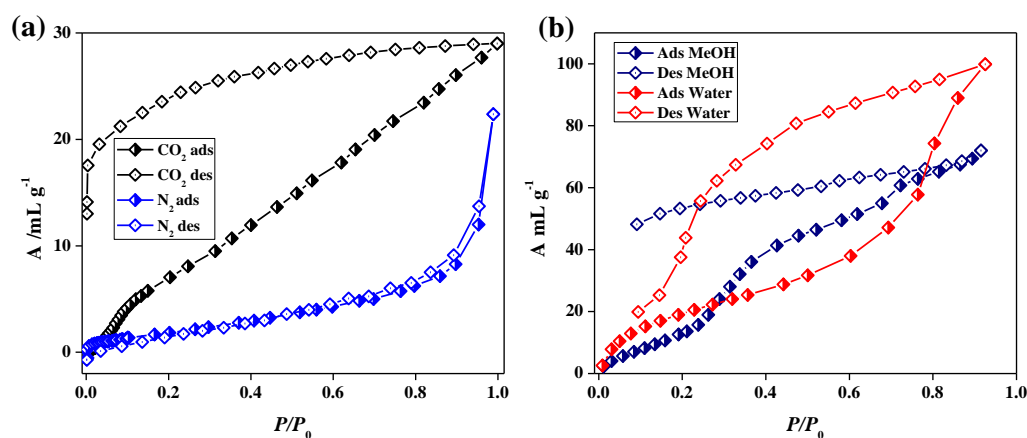 (a)
30
20
10
0
A /mL g⁻¹
CO₂ ads
CO₂ des
N₂ ads
N₂ des
0.0 0.2 0.4 0.6 0.8 1.0
P/P₀
(b)
100
80
60
40
20
0
A mL g⁻¹
Ads MeOH
Des MeOH
Ads Water
Des Water
0.0 0.2 0.4 0.6 0.8 1.0
P/P₀